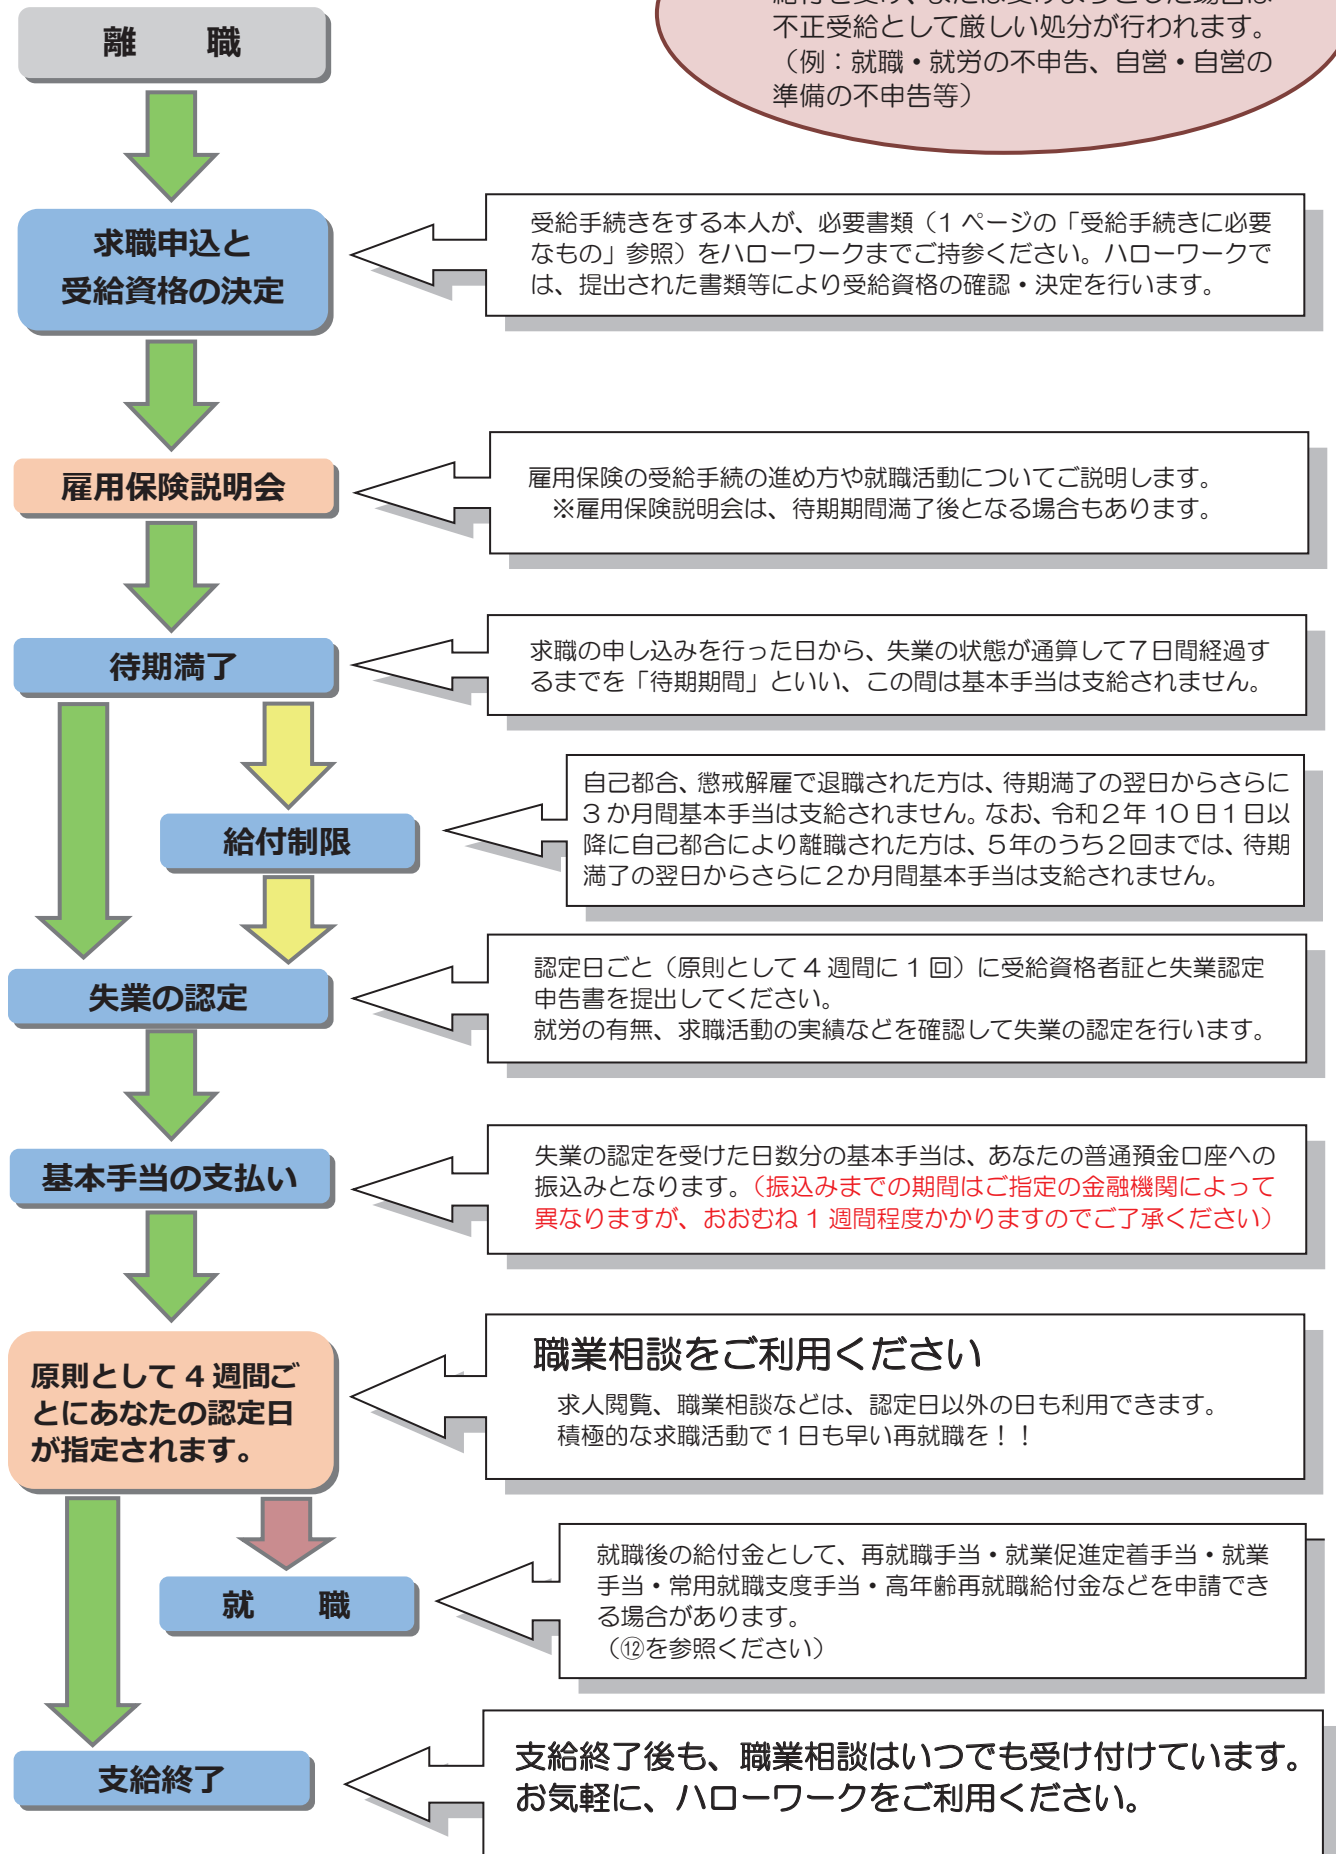 給付を受け、または受けようとした場合は
不正受給として厳しい処分が行われます。
（例：就職・就労の不申告、自営・自営の
準備の不申告等）
離　職
求職申込と
受給資格の決定
受給手続きをする本人が、必要書類（1 ページの「受給手続きに必要
なもの」参照）をハローワークまでご持参ください。ハローワークで
は、提出された書類等により受給資格の確認・決定を行います。
雇用保険説明会
雇用保険の受給手続の進め方や就職活動についてご説明します。
※雇用保険説明会は、待期期間満了後となる場合もあります。
待期満了
求職の申し込みを行った日から、失業の状態が通算して７日間経過す
るまでを「待期期間」といい、この間は基本手当は支給されません。
給付制限
自己都合、懲戒解雇で退職された方は、待期満了の翌日からさらに
３か月間基本手当は支給されません。なお、令和２年 10 日１日以
降に自己都合により離職された方は、５年のうち２回までは、待期
満了の翌日からさらに２か月間基本手当は支給されません。
失業の認定
認定日ごと（原則として 4 週間に 1 回）に受給資格者証と失業認定
申告書を提出してください。
就労の有無、求職活動の実績などを確認して失業の認定を行います。
基本手当の支払い
失業の認定を受けた日数分の基本手当は、あなたの普通預金口座への
振込みとなります。（振込みまでの期間はご指定の金融機関によって
異なりますが、おおむね 1 週間程度かかりますのでご了承ください）
原則として 4 週間ご
とにあなたの認定日
が指定されます。
職業相談をご利用ください
求人閲覧、職業相談などは、認定日以外の日も利用できます。
積極的な求職活動で１日も早い再就職を！！
就　職
就職後の給付金として、再就職手当・就業促進定着手当・就業
手当・常用就職支度手当・高年齢再就職給付金などを申請でき
る場合があります。
（⑫を参照ください）
支給終了
支給終了後も、職業相談はいつでも受け付けています。
お気軽に、ハローワークをご利用ください。